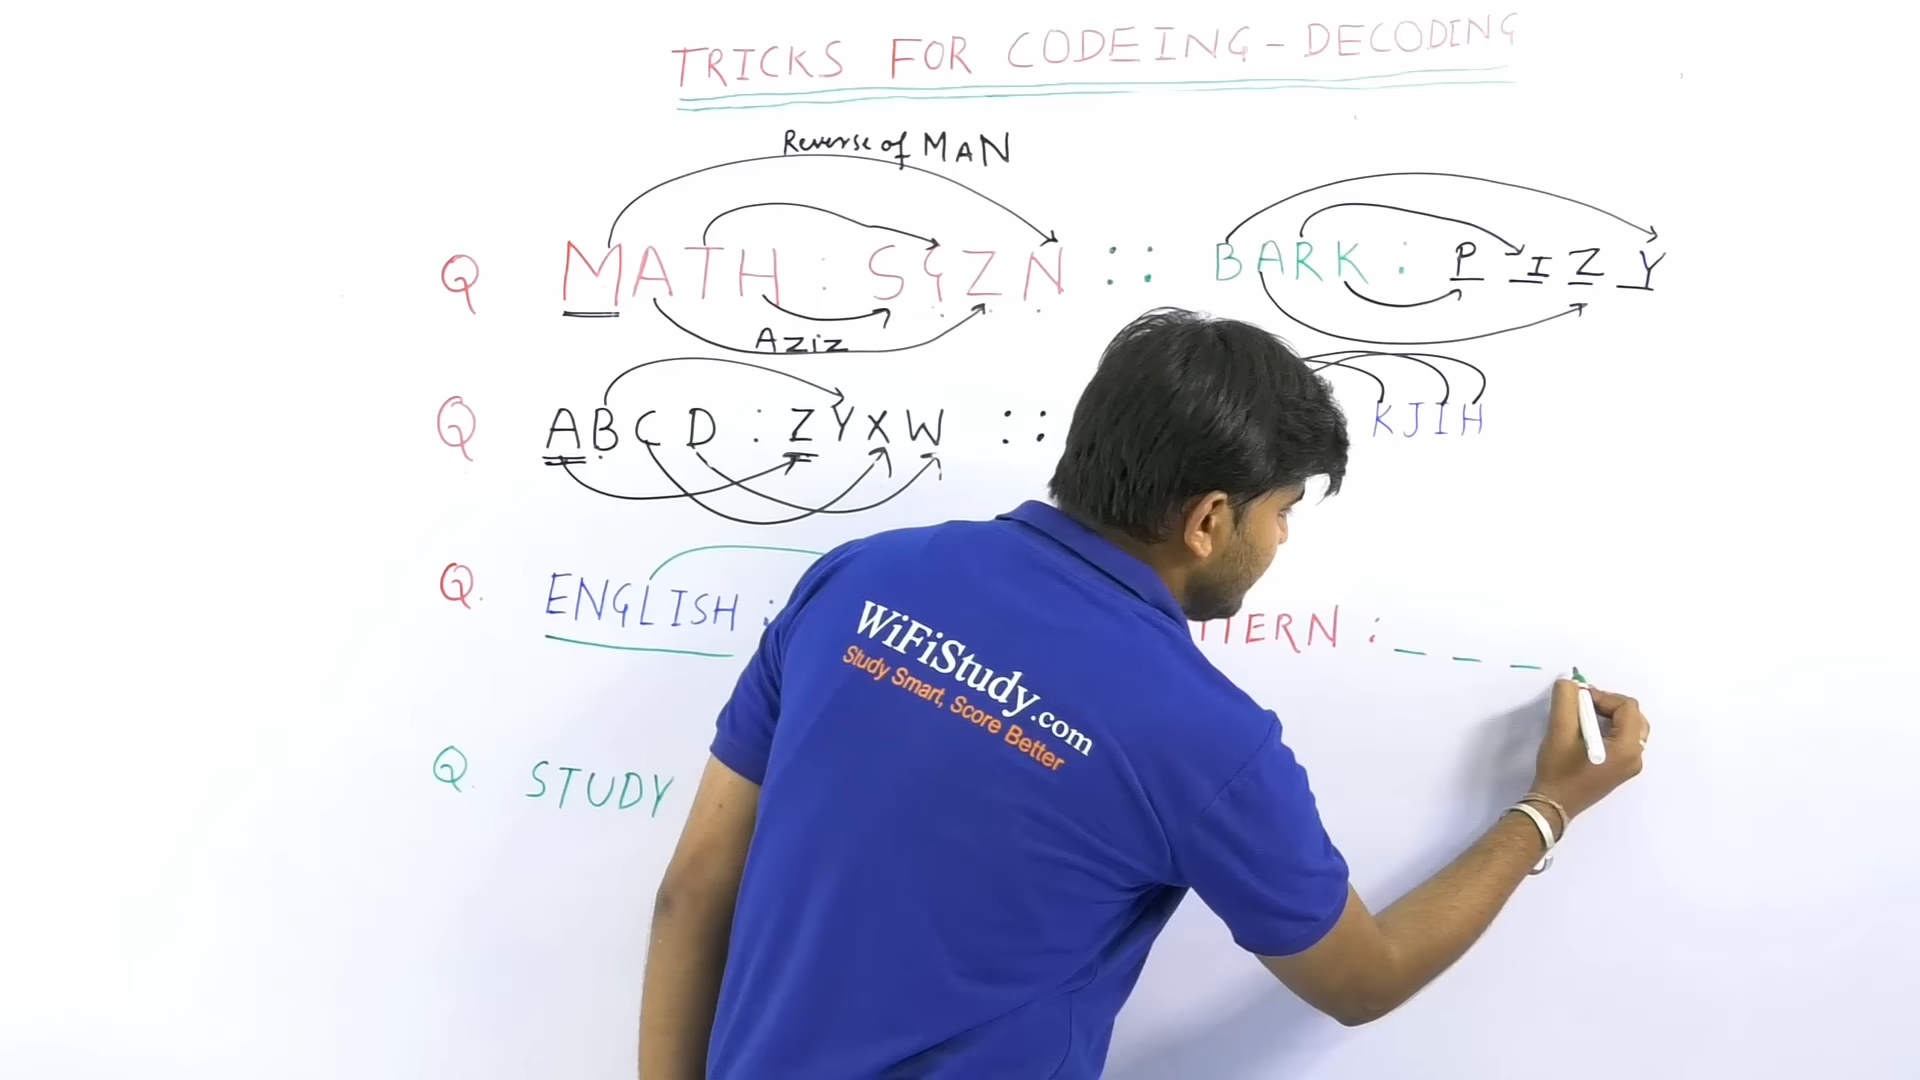 TRICKS FOR CODEING - DECODING
Reverse of MAN
Q MATH : SGZN :: BARK : P I Z Y
AZiZ
Q ABCD : ZYXW :: KJIH
Q. ENGLISH : TERN : _ _ _
Q. STUDY
WiFiStudy.com
Study Smart, Score Better